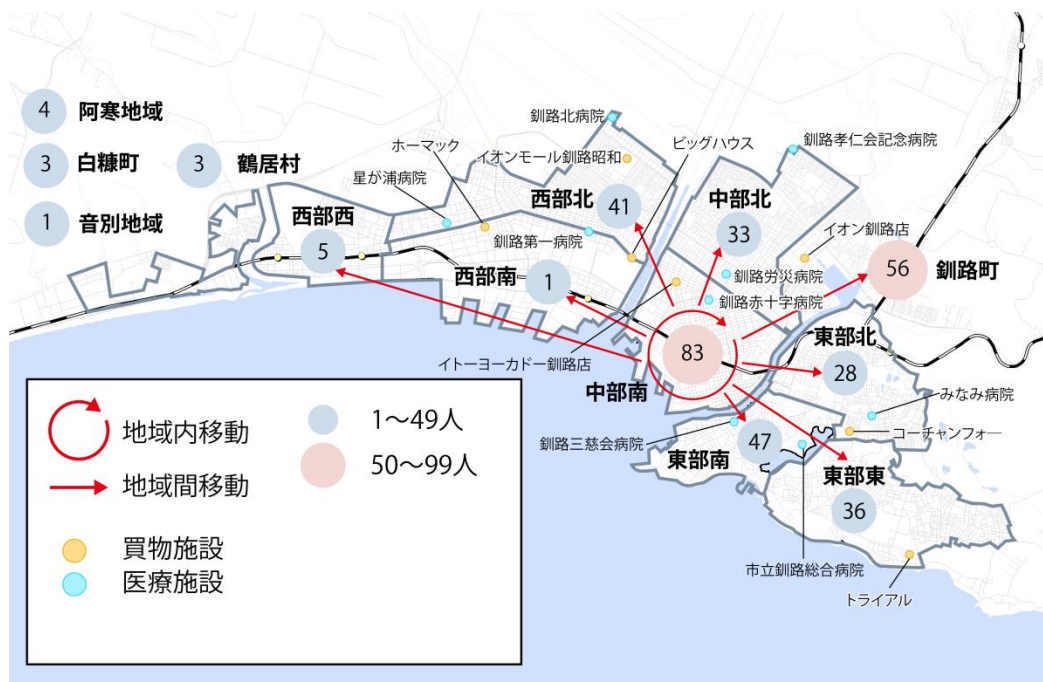 4 阿寒地域
3 白糠町
3 鶴居村
1 音別地域
釧路北病院
ホーマック
イオンモール釧路昭和
ビッグハウス
釧路孝仁会記念病院
星が浦病院
西部北
41
中部北
33
西部西
5
釧路第一病院
イオン釧路店
56 釧路町
西部南
1
釧路労災病院
釧路赤十字病院
イトーヨーカドー釧路店
83
中部南
東部北
28
みなみ病院
コーチャンフォー
釧路三慈会病院
47
東部南
東部東
36
市立釧路総合病院
トライアル
地域内移動
地域間移動
1～49人
50～99人
買物施設
医療施設